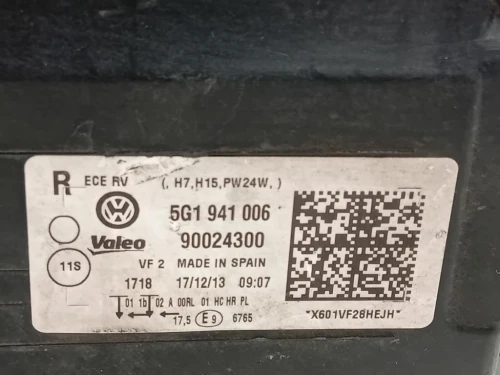 R ECE RV (, H7,H15,PW24W, )
5G1 941 006
Valeo 90024300
11S VF 2 MADE IN SPAIN
1718 17/12/13 09:07
01 1b 02 A 00RL 01 HC HR PL
17,5 E9 6765
*X601VF28HEJH*